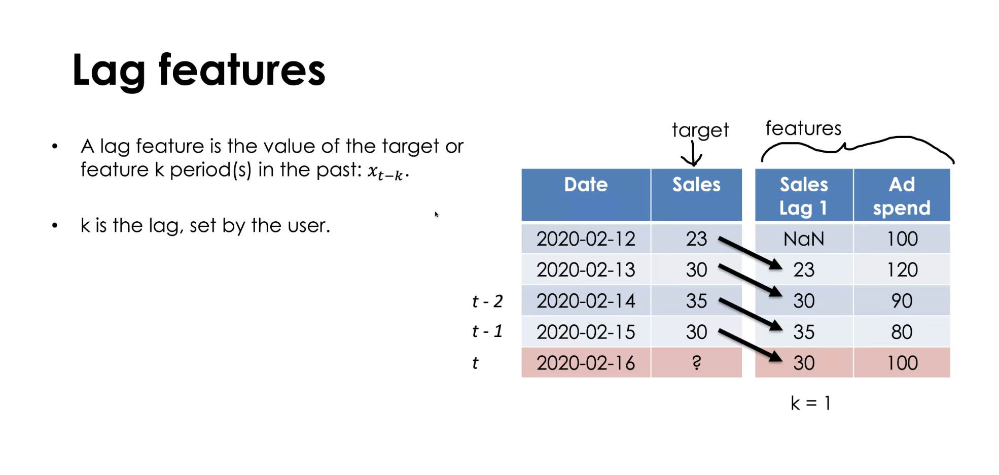 Lag features
• A lag feature is the value of the target or
feature k period(s) in the past: xₜ₋ₖ.
• k is the lag, set by the user.
target
features
Date Sales Sales Lag 1 Ad spend
2020-02-12 23 NaN 100
2020-02-13 30 23 120
t - 2 2020-02-14 35 30 90
t - 1 2020-02-15 30 35 80
t 2020-02-16 ? 30 100
k = 1